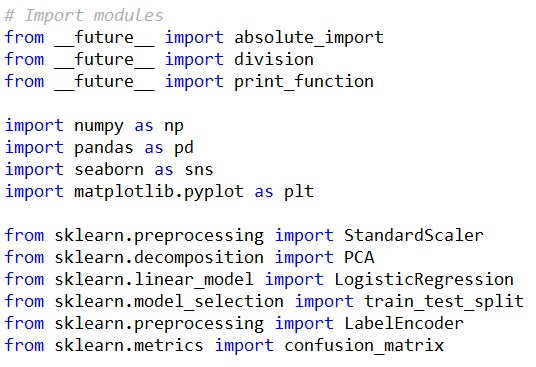 # Import modules
from __future__ import absolute_import
from __future__ import division
from __future__ import print_function
import numpy as np
import pandas as pd
import seaborn as sns
import matplotlib.pyplot as plt
from sklearn.preprocessing import StandardScaler
from sklearn.decomposition import PCA
from sklearn.linear_model import LogisticRegression
from sklearn.model_selection import train_test_split
from sklearn.preprocessing import LabelEncoder
from sklearn.metrics import confusion_matrix